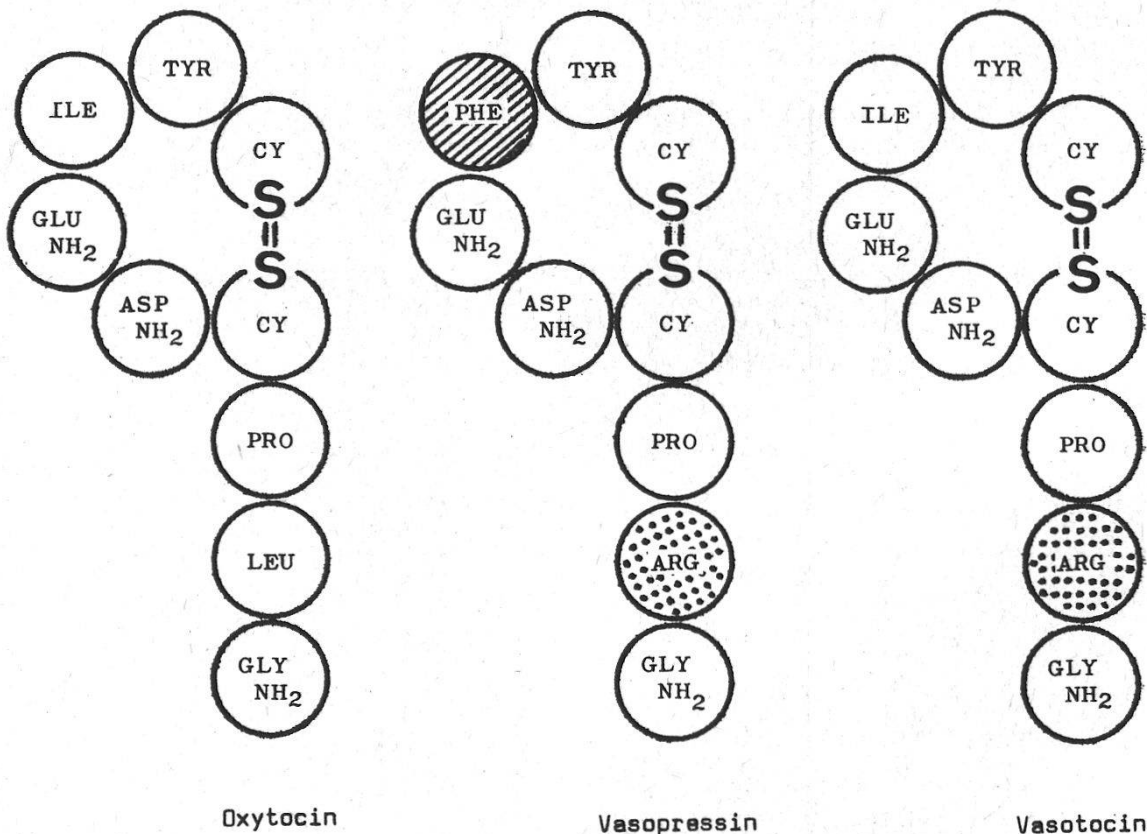 TYR
ILE
CY
S
S
GLU
NH₂
ASP
NH₂
CY
PRO
LEU
GLY
NH₂
Oxytocin
TYR
PHE
CY
S
S
GLU
NH₂
ASP
NH₂
CY
PRO
ARG
GLY
NH₂
Vasopressin
TYR
ILE
CY
S
S
GLU
NH₂
ASP
NH₂
CY
PRO
ARG
GLY
NH₂
Vasotocin